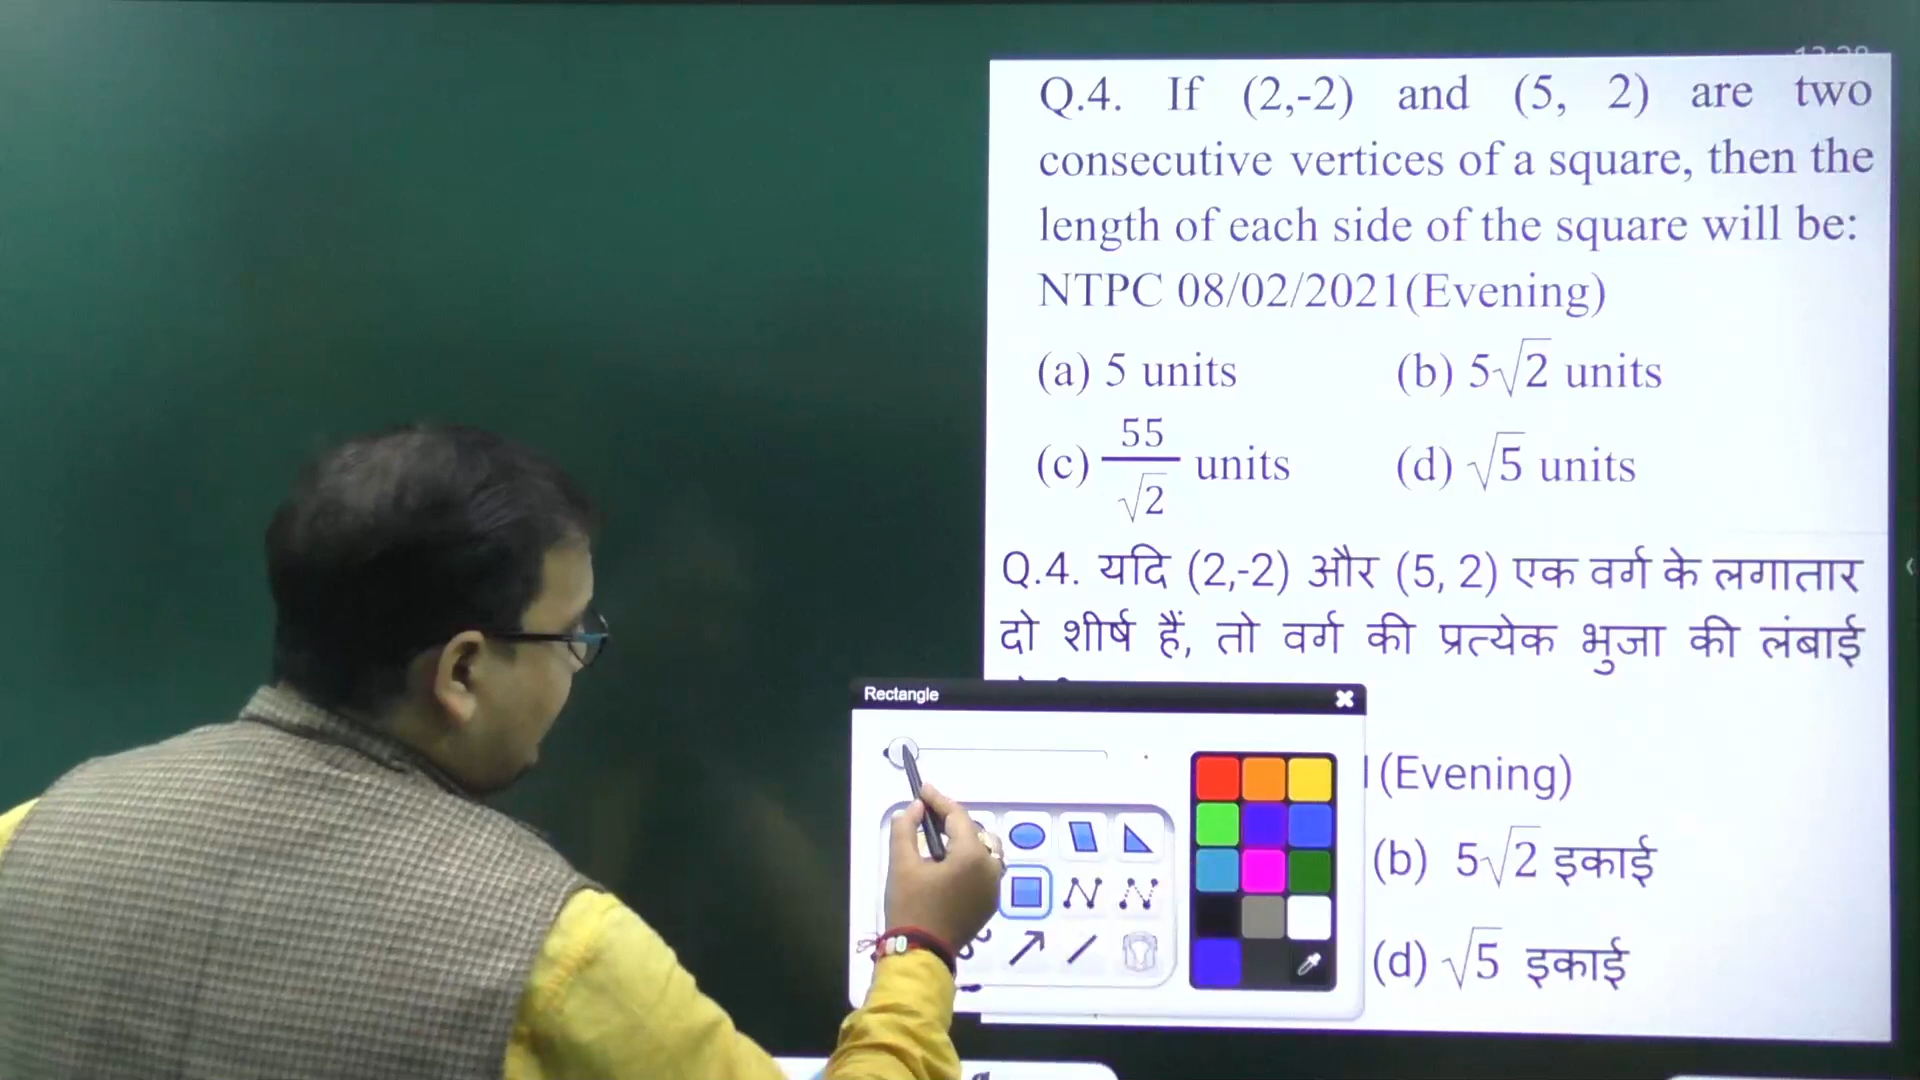 Q.4. If (2,-2) and (5, 2) are two
consecutive vertices of a square, then the
length of each side of the square will be:
NTPC 08/02/2021(Evening)
(a) 5 units (b) 5√2 units
(c) 55/√2 units (d) √5 units
Q.4. यदि (2,-2) और (5, 2) एक वर्ग के लगातार
दो शीर्ष हैं, तो वर्ग की प्रत्येक भुजा की लंबाई
Rectangle
(Evening)
(b) 5√2 इकाई
(d) √5 इकाई